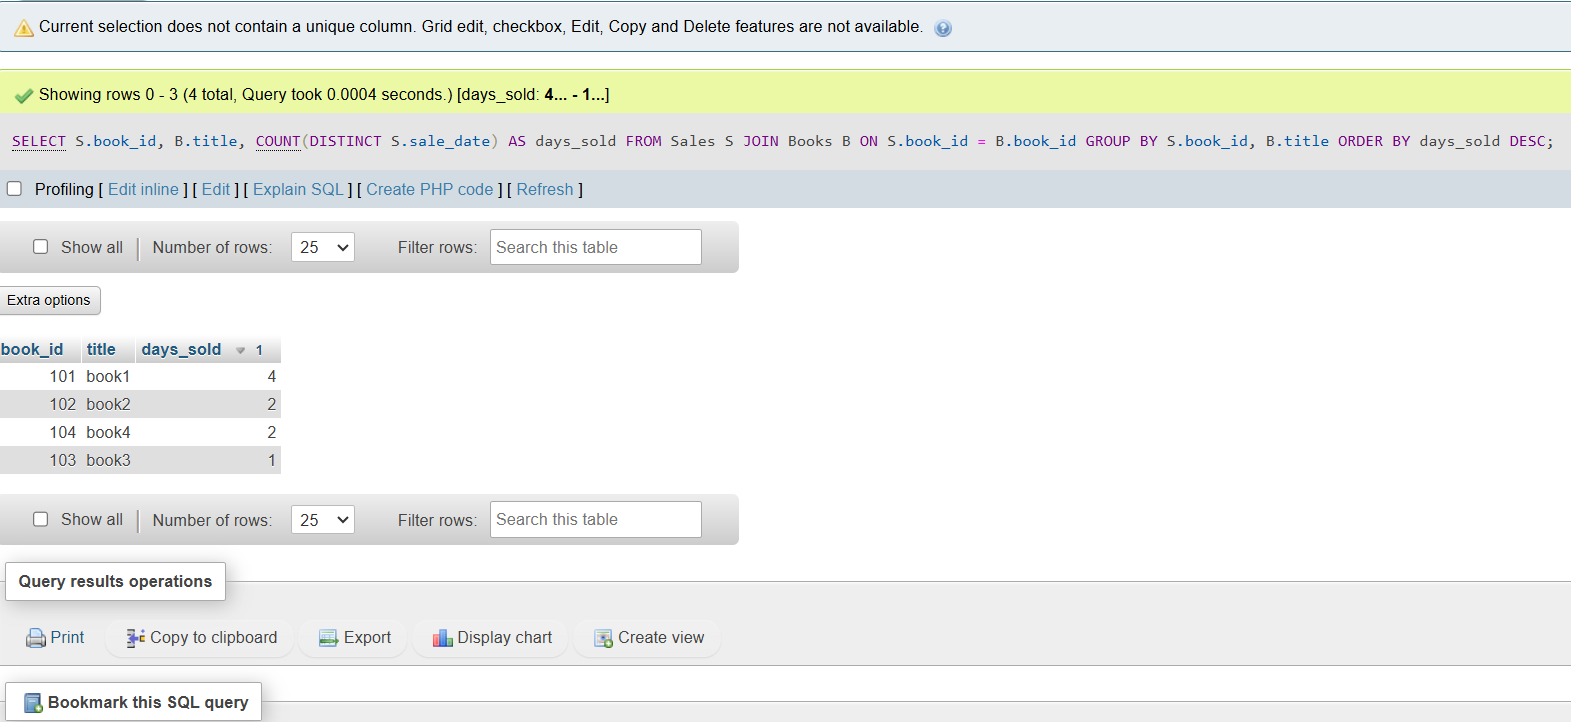 Current selection does not contain a unique column. Grid edit, checkbox, Edit, Copy and Delete features are not available.
Showing rows 0 - 3 (4 total, Query took 0.0004 seconds.) [days_sold: 4... - 1...]
SELECT S.book_id, B.title, COUNT(DISTINCT S.sale_date) AS days_sold FROM Sales S JOIN Books B ON S.book_id = B.book_id GROUP BY S.book_id, B.title ORDER BY days_sold DESC;
Profiling [ Edit inline ] [ Edit ] [ Explain SQL ] [ Create PHP code ] [ Refresh ]
Show all | Number of rows: 25 Filter rows: Search this table
Extra options
book_id title days_sold 1
101 book1 4
102 book2 2
104 book4 2
103 book3 1
Show all | Number of rows: 25 Filter rows: Search this table
Query results operations
Print Copy to clipboard Export Display chart Create view
Bookmark this SQL query